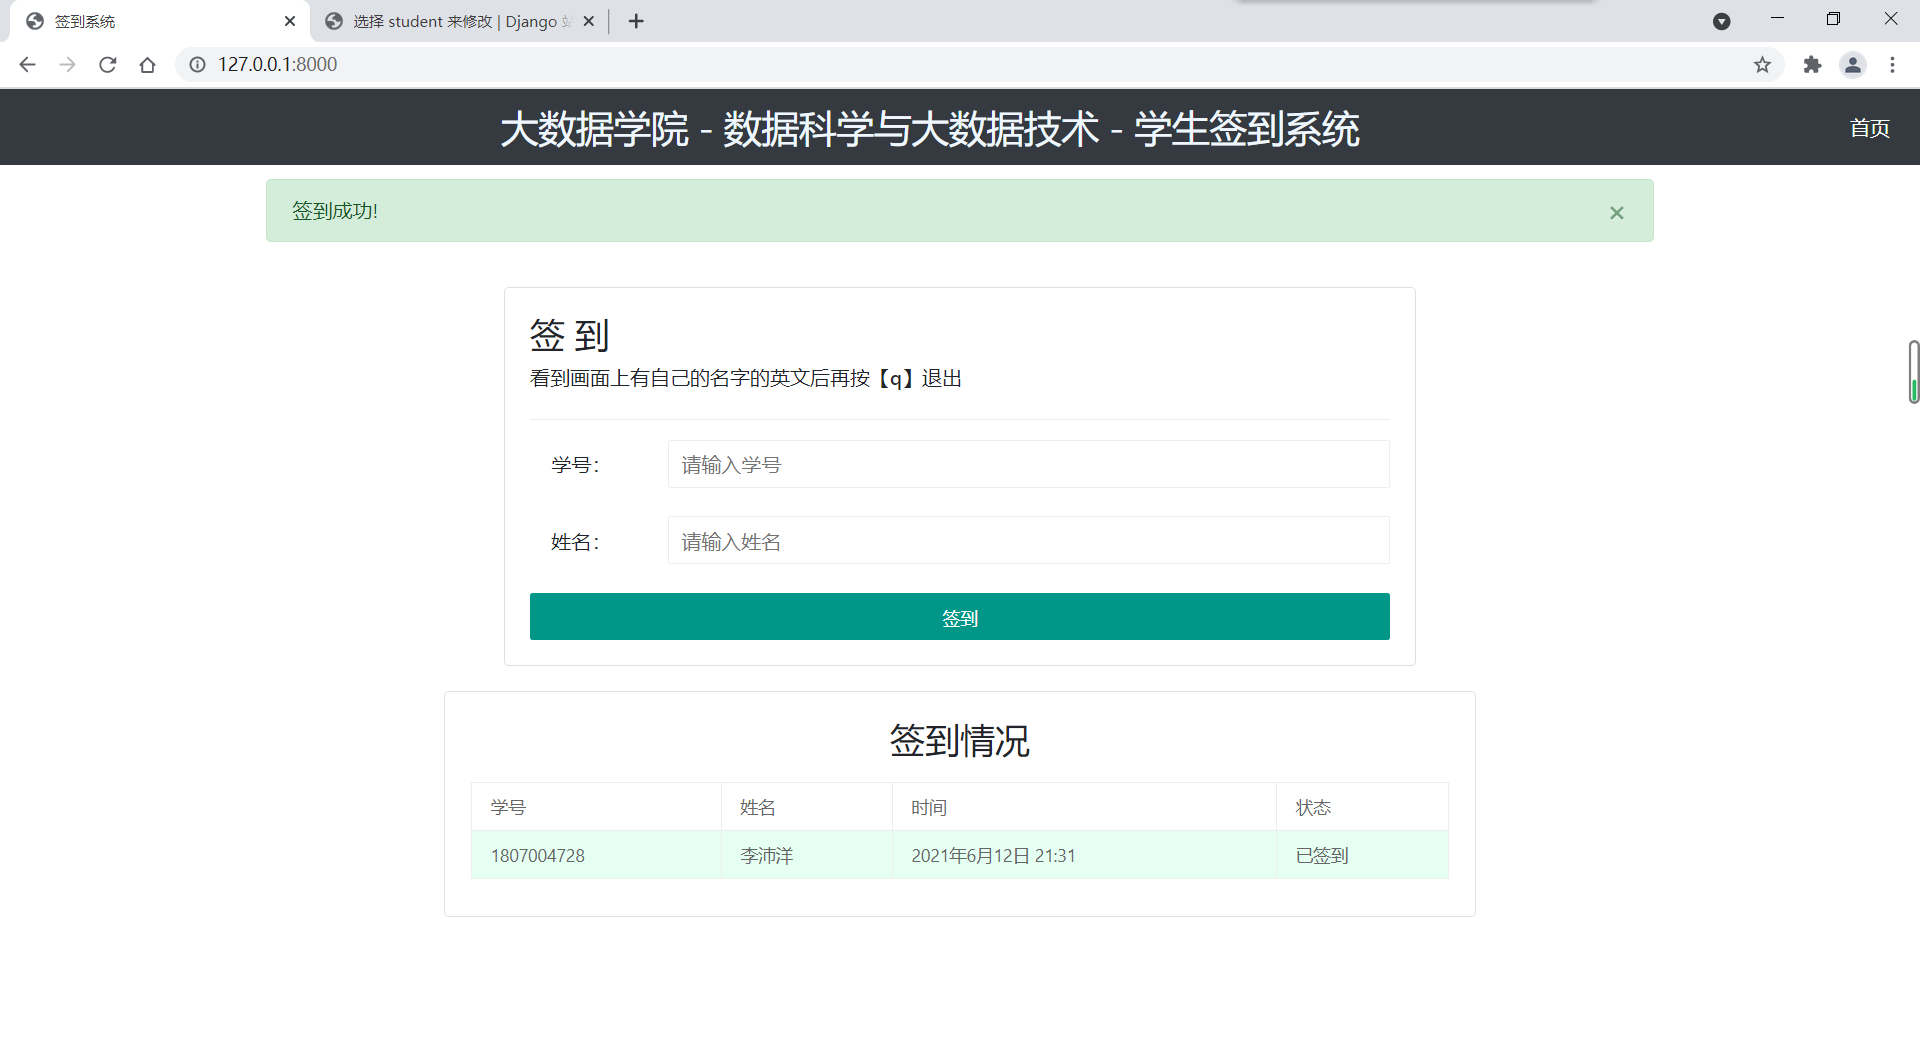 签到系统
选择 student 来修改 | Django
127.0.0.1:8000
大数据学院 - 数据科学与大数据技术 - 学生签到系统
首页
签到成功!
签 到
看到画面上有自己的名字的英文后再按【q】退出
学号：
请输入学号
姓名：
请输入姓名
签到
签到情况
学号 姓名 时间 状态
1807004728 李沛洋 2021年6月12日 21:31 已签到